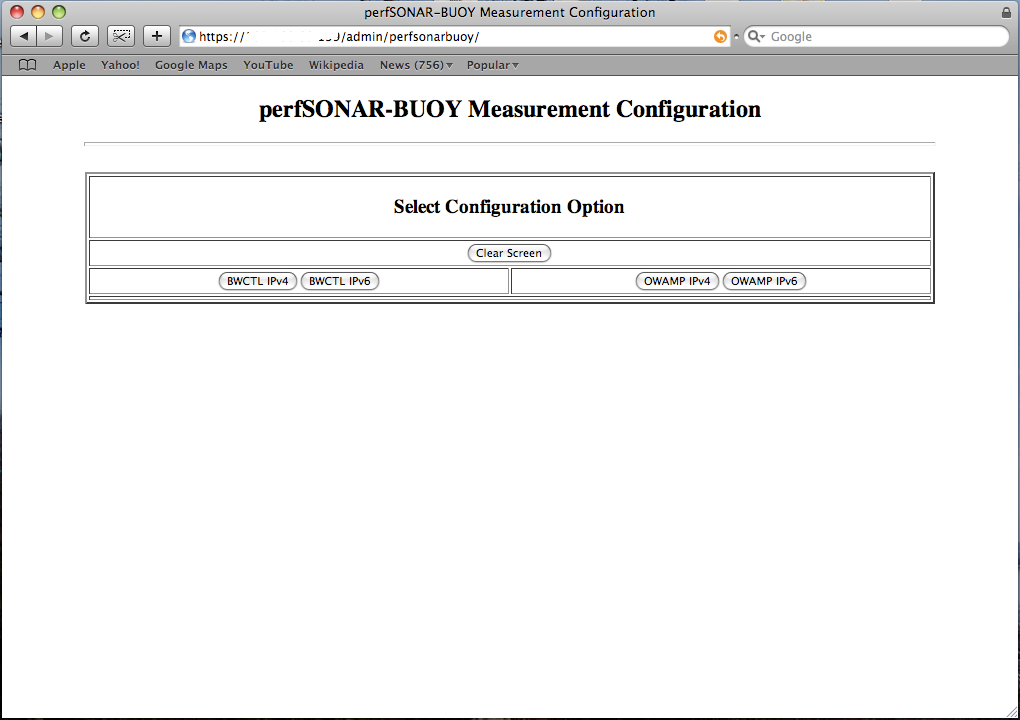 perfSONAR-BUOY Measurement Configuration
https:// /admin/perfsonarbuoy/
Google
Apple Yahoo! Google Maps YouTube Wikipedia News (756) Popular
perfSONAR-BUOY Measurement Configuration
Select Configuration Option
Clear Screen
BWCTL IPv4 BWCTL IPv6 OWAMP IPv4 OWAMP IPv6